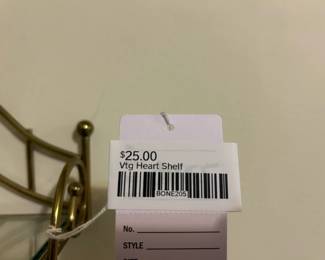 $25.00
Vtg Heart Shelf
BONE205
No.
STYLE